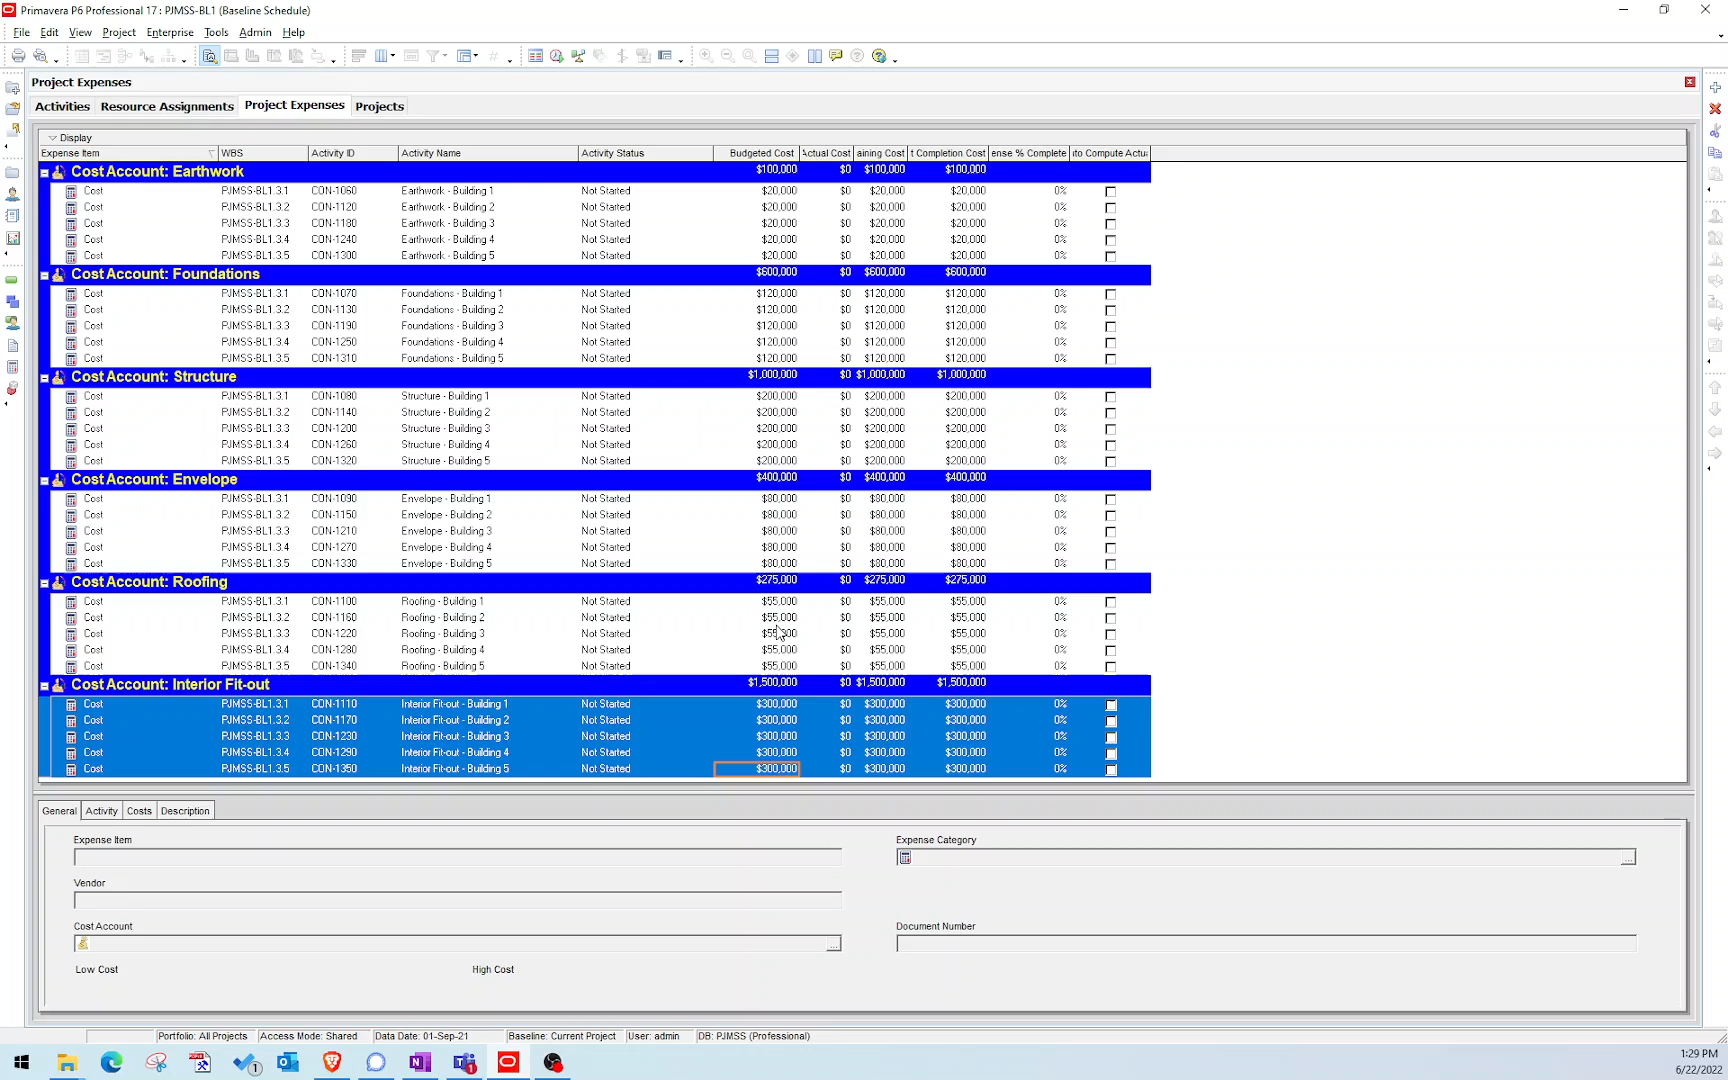 Primavera P6 Professional 17 : PJMSS-BL1 (Baseline Schedule)
File Edit View Project Enterprise Tools Admin Help
Project Expenses
Activities Resource Assignments Project Expenses Projects
Display
Expense Item WBS Activity ID Activity Name Activity Status Budgeted Cost Actual Cost aining Cost t Completion Cost ense % Complete ito Compute Actu
Cost Account: Earthwork $100,000 $0 $100,000 $100,000
Cost PJMSS-BL1.3.1 CON-1060 Earthwork - Building 1 Not Started $20,000 $0 $20,000 $20,000 0%
Cost PJMSS-BL1.3.2 CON-1120 Earthwork - Building 2 Not Started $20,000 $0 $20,000 $20,000 0%
Cost PJMSS-BL1.3.3 CON-1180 Earthwork - Building 3 Not Started $20,000 $0 $20,000 $20,000 0%
Cost PJMSS-BL1.3.4 CON-1240 Earthwork - Building 4 Not Started $20,000 $0 $20,000 $20,000 0%
Cost PJMSS-BL1.3.5 CON-1300 Earthwork - Building 5 Not Started $20,000 $0 $20,000 $20,000 0%
Cost Account: Foundations $600,000 $0 $600,000 $600,000
Cost PJMSS-BL1.3.1 CON-1070 Foundations - Building 1 Not Started $120,000 $0 $120,000 $120,000 0%
Cost PJMSS-BL1.3.2 CON-1130 Foundations - Building 2 Not Started $120,000 $0 $120,000 $120,000 0%
Cost PJMSS-BL1.3.3 CON-1190 Foundations - Building 3 Not Started $120,000 $0 $120,000 $120,000 0%
Cost PJMSS-BL1.3.4 CON-1250 Foundations - Building 4 Not Started $120,000 $0 $120,000 $120,000 0%
Cost PJMSS-BL1.3.5 CON-1310 Foundations - Building 5 Not Started $120,000 $0 $120,000 $120,000 0%
Cost Account: Structure $1,000,000 $0 $1,000,000 $1,000,000
Cost PJMSS-BL1.3.1 CON-1080 Structure - Building 1 Not Started $200,000 $0 $200,000 $200,000 0%
Cost PJMSS-BL1.3.2 CON-1140 Structure - Building 2 Not Started $200,000 $0 $200,000 $200,000 0%
Cost PJMSS-BL1.3.3 CON-1200 Structure - Building 3 Not Started $200,000 $0 $200,000 $200,000 0%
Cost PJMSS-BL1.3.4 CON-1260 Structure - Building 4 Not Started $200,000 $0 $200,000 $200,000 0%
Cost PJMSS-BL1.3.5 CON-1320 Structure - Building 5 Not Started $200,000 $0 $200,000 $200,000 0%
Cost Account: Envelope $400,000 $0 $400,000 $400,000
Cost PJMSS-BL1.3.1 CON-1090 Envelope - Building 1 Not Started $80,000 $0 $80,000 $80,000 0%
Cost PJMSS-BL1.3.2 CON-1150 Envelope - Building 2 Not Started $80,000 $0 $80,000 $80,000 0%
Cost PJMSS-BL1.3.3 CON-1210 Envelope - Building 3 Not Started $80,000 $0 $80,000 $80,000 0%
Cost PJMSS-BL1.3.4 CON-1270 Envelope - Building 4 Not Started $80,000 $0 $80,000 $80,000 0%
Cost PJMSS-BL1.3.5 CON-1330 Envelope - Building 5 Not Started $80,000 $0 $80,000 $80,000 0%
Cost Account: Roofing $275,000 $0 $275,000 $275,000
Cost PJMSS-BL1.3.1 CON-1100 Roofing - Building 1 Not Started $55,000 $0 $55,000 $55,000 0%
Cost PJMSS-BL1.3.2 CON-1160 Roofing - Building 2 Not Started $55,000 $0 $55,000 $55,000 0%
Cost PJMSS-BL1.3.3 CON-1220 Roofing - Building 3 Not Started $55,000 $0 $55,000 $55,000 0%
Cost PJMSS-BL1.3.4 CON-1280 Roofing - Building 4 Not Started $55,000 $0 $55,000 $55,000 0%
Cost PJMSS-BL1.3.5 CON-1340 Roofing - Building 5 Not Started $55,000 $0 $55,000 $55,000 0%
Cost Account: Interior Fit-out $1,500,000 $0 $1,500,000 $1,500,000
Cost PJMSS-BL1.3.1 CON-1110 Interior Fit-out - Building 1 Not Started $300,000 $0 $300,000 $300,000 0%
Cost PJMSS-BL1.3.2 CON-1170 Interior Fit-out - Building 2 Not Started $300,000 $0 $300,000 $300,000 0%
Cost PJMSS-BL1.3.3 CON-1230 Interior Fit-out - Building 3 Not Started $300,000 $0 $300,000 $300,000 0%
Cost PJMSS-BL1.3.4 CON-1290 Interior Fit-out - Building 4 Not Started $300,000 $0 $300,000 $300,000 0%
Cost PJMSS-BL1.3.5 CON-1350 Interior Fit-out - Building 5 Not Started $300,000 $0 $300,000 $300,000 0%
General Activity Costs Description
Expense Item Expense Category
Vendor
Cost Account Document Number
Low Cost High Cost
Portfolio: All Projects Access Mode: Shared Data Date: 01-Sep-21 Baseline: Current Project User: admin DB: PJMSS (Professional)
1:29 PM
6/22/2022